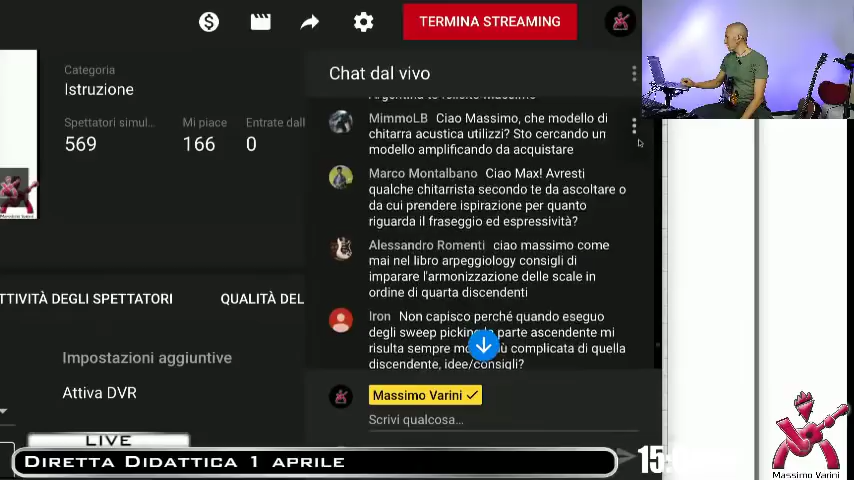 TERMINA STREAMING
Categoria
Istruzione
Spettatori simul...
Mi piace
Entrate dall
569
166
0
Chat dal vivo
MimmoLB Ciao Massimo, che modello di
chitarra acustica utilizzi? Sto cercando un
modello amplificando da acquistare
Marco Montalbano Ciao Max! Avresti
qualche chitarrista secondo te da ascoltare o
da cui prendere ispirazione per quanto
riguarda il fraseggio ed espressività?
Alessandro Romenti ciao massimo come
mai nel libro arpeggiology consigli di
imparare l'armonizzazione delle scale in
ordine di quarta discendenti
Iron Non capisco perché quando eseguo
degli sweep picking la parte ascendente mi
risulta sempre più complicata di quella
discendente, idee/consigli?
TTIVITÀ DEGLI SPETTATORI
QUALITÀ DEL
Impostazioni aggiuntive
Attiva DVR
Massimo Varini
Scrivi qualcosa...
LIVE
DIRETTA DIDATTICA 1 APRILE
15:
Massimo Varini